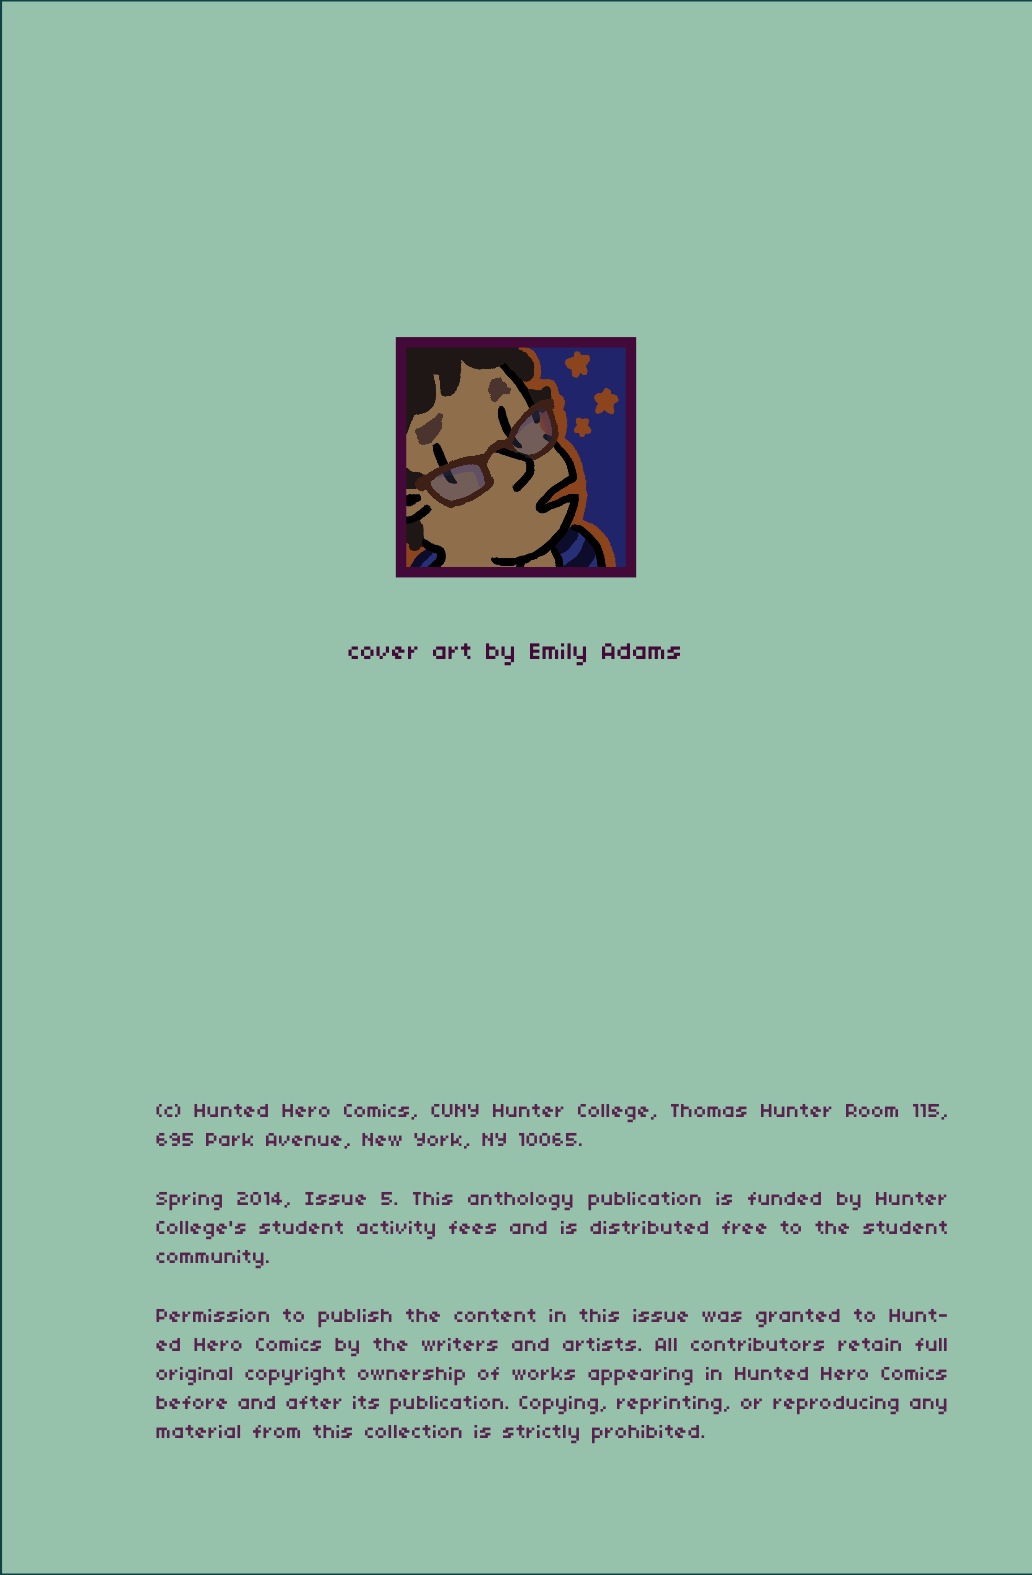 cover art by Emily Adams
(c) Hunted Hero Comics, CUNY Hunter College, Thomas Hunter Room 115,
695 Park Avenue, New York, NY 10065.
Spring 2014, Issue 5. This anthology publication is funded by Hunter
College's student activity fees and is distributed free to the student
community.
Permission to publish the content in this issue was granted to Hunt-
ed Hero Comics by the writers and artists. All contributors retain full
original copyright ownership of works appearing in Hunted Hero Comics
before and after its publication. Copying, reprinting, or reproducing any
material from this collection is strictly prohibited.